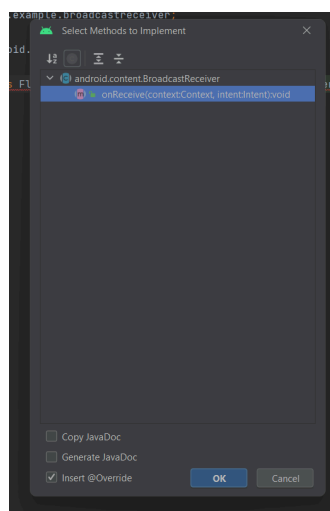 .example.broadcastreceiver;
Select Methods to Implement
oid.
s Fl
android.content.BroadcastReceiver
onReceive(context:Context, intent:Intent):void
Copy JavaDoc
Generate JavaDoc
Insert @Override
OK
Cancel